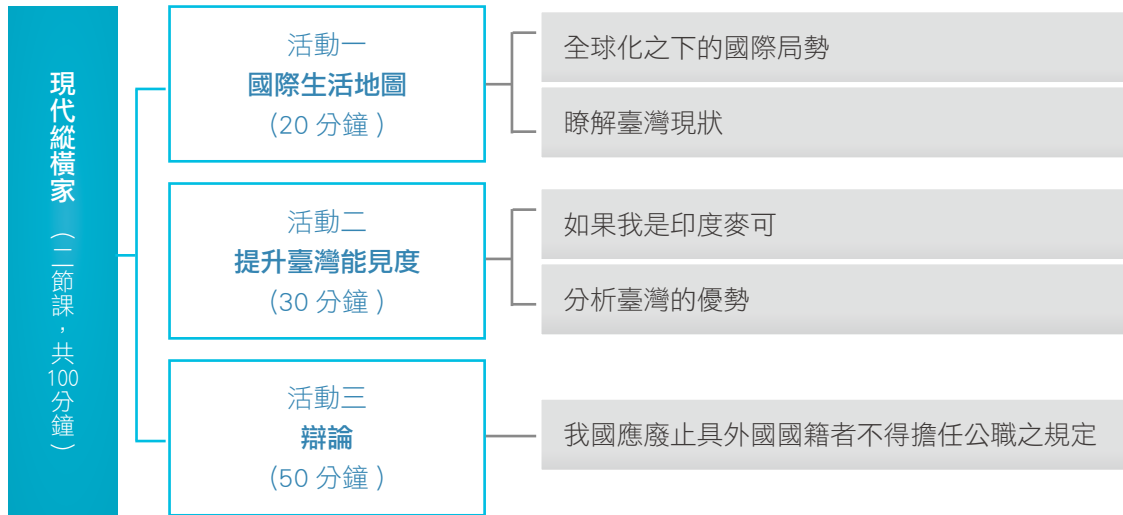 現代縱橫家（二節課，共100分鐘）
活動一
國際生活地圖
（20 分鐘）
全球化之下的國際局勢
瞭解臺灣現狀
活動二
提升臺灣能見度
（30 分鐘）
如果我是印度麥可
分析臺灣的優勢
活動三
辯論
（50 分鐘）
我國應廢止具外國國籍者不得擔任公職之規定